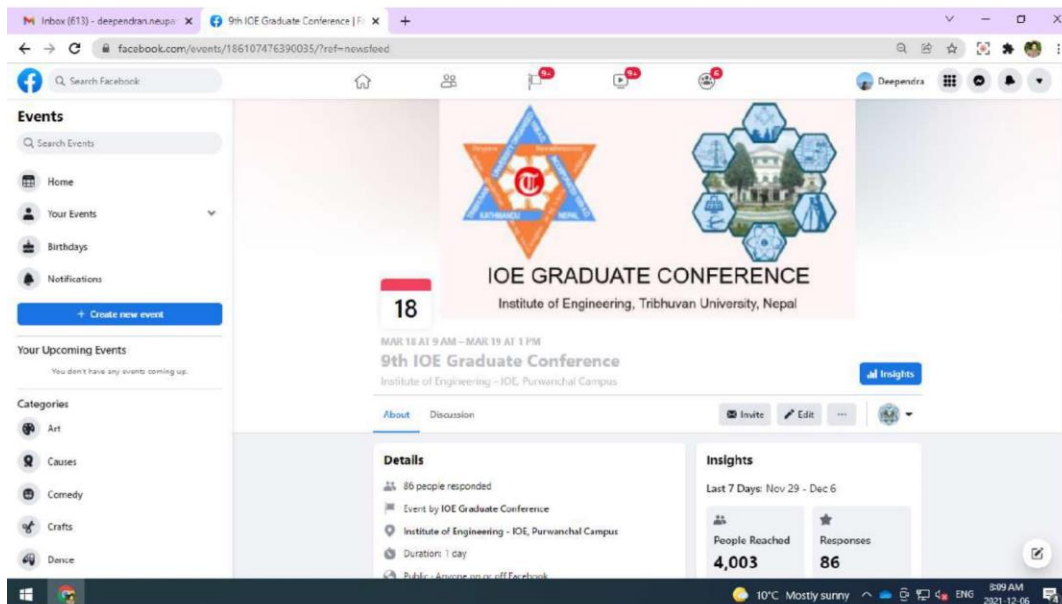 Inbox (613) - deependran.neupa
9th IOE Graduate Conference | F
facebook.com/events/186107476390035/?ref=newsfeed
Search Facebook
9+
9+
6
Deependra
Events
Search Events
Home
Your Events
Birthdays
Notifications
+ Create new event
Your Upcoming Events
You don't have any events coming up.
Categories
Art
Causes
Comedy
Crafts
Dance
KATHMANDU
NEPAL
IOE GRADUATE CONFERENCE
Institute of Engineering, Tribhuvan University, Nepal
18
MAR 18 AT 9 AM – MAR 19 AT 1 PM
9th IOE Graduate Conference
Institute of Engineering - IOE, Purwanchal Campus
Insights
About
Discussion
Invite
Edit
Details
86 people responded
Event by IOE Graduate Conference
Institute of Engineering - IOE, Purwanchal Campus
Duration: 1 day
Public · Anyone on or off Facebook
Insights
Last 7 Days: Nov 29 - Dec 6
People Reached
4,003
Responses
86
10°C Mostly sunny
ENG
8:09 AM
2021-12-06